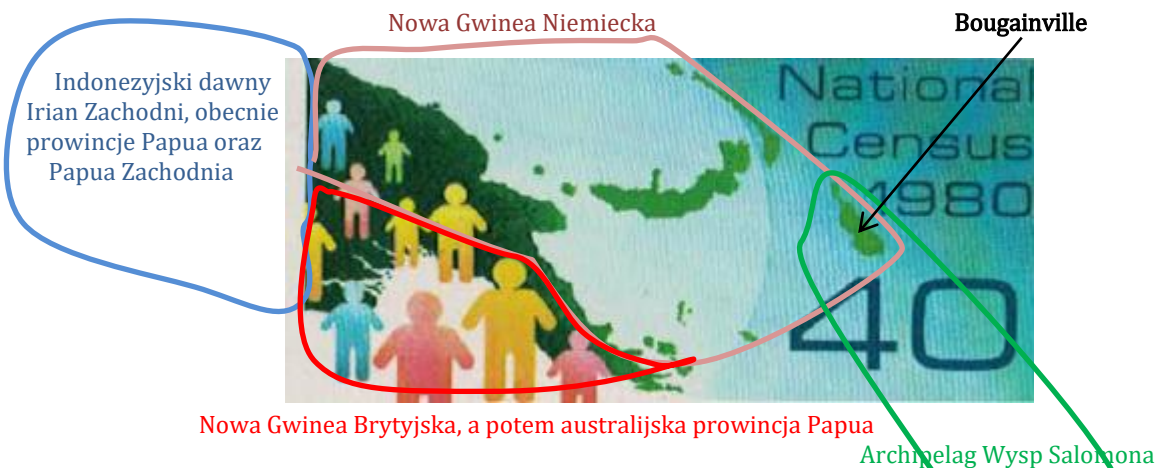 Nowa Gwinea Niemiecka
Bougainville
Indonezyjski dawny
Irian Zachodni, obecnie
prowincje Papua oraz
Papua Zachodnia
National
Census
1980
40
Nowa Gwinea Brytyjska, a potem australijska prowincja Papua
Archipelag Wysp Salomona